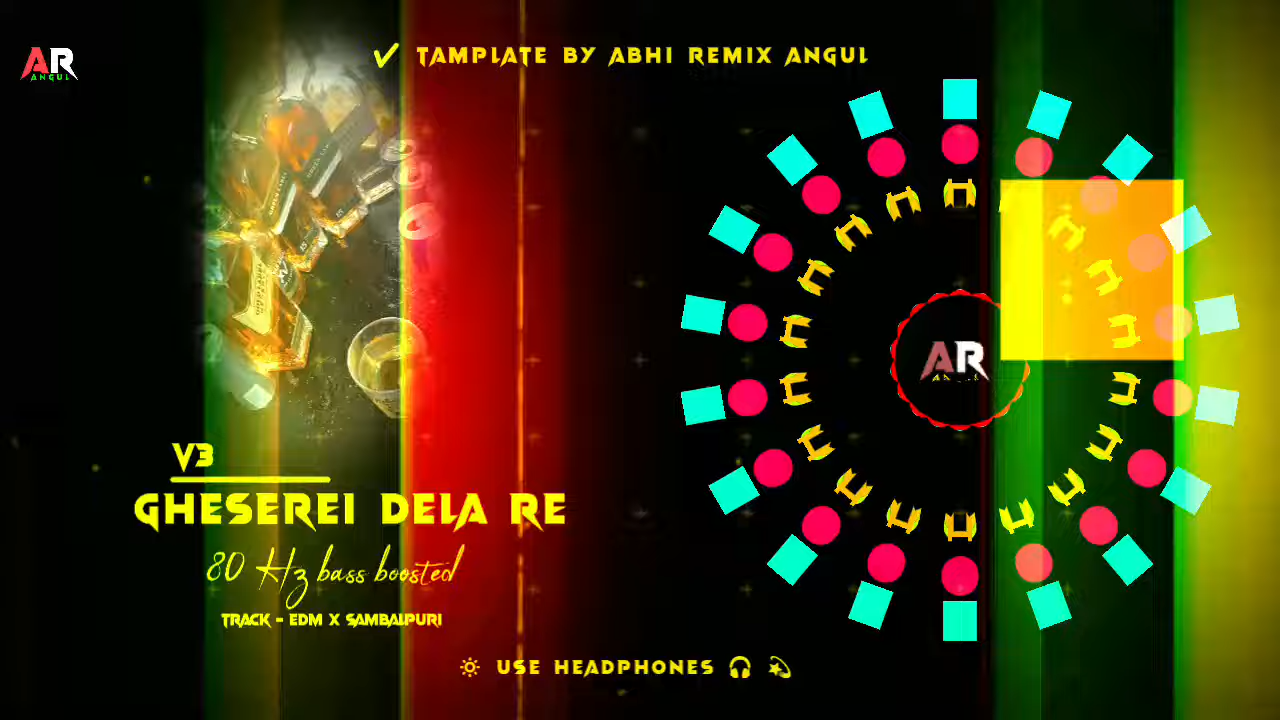 AR
ANGUL
✔ TAMPLATE BY ABHI REMIX ANGUL
AR
V3
GHESEREI DELA RE
80 Hz bass boosted
TRACK - EDM X SAMBALPURI
🔅 USE HEADPHONES 🎧 💫